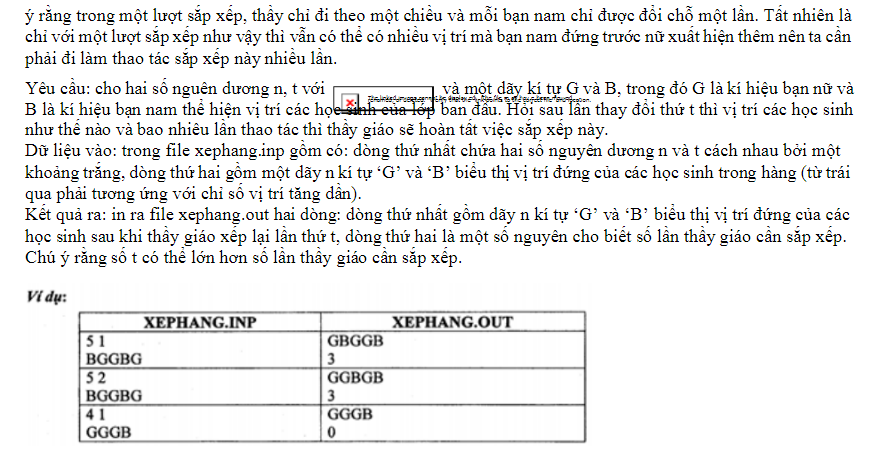 ý rằng trong một lượt sắp xếp, thầy chỉ đi theo một chiều và mỗi bạn nam chỉ được đổi chỗ một lần. Tất nhiên là
chỉ với một lượt sắp xếp như vậy thì vẫn có thể có nhiều vị trí mà bạn nam đứng trước nữ xuất hiện thêm nên ta cần
phải đi làm thao tác sắp xếp này nhiều lần.
Yêu cầu: cho hai số nguên dương n, t với và một dãy kí tự G và B, trong đó G là kí hiệu bạn nữ và
B là kí hiệu bạn nam thể hiện vị trí các học sinh của lớp ban đầu. Hỏi sau lần thay đổi thứ t thì vị trí các học sinh
như thế nào và bao nhiêu lần thao tác thì thầy giáo sẽ hoàn tất việc sắp xếp này.
Dữ liệu vào: trong file xephang.inp gồm có: dòng thứ nhất chứa hai số nguyên dương n và t cách nhau bởi một
khoảng trắng, dòng thứ hai gồm một dãy n kí tự ‘G’ và ‘B’ biểu thị vị trí đứng của các học sinh trong hàng (từ trái
qua phải tương ứng với chỉ số vị trí tăng dần).
Kết quả ra: in ra file xephang.out hai dòng: dòng thứ nhất gồm dãy n kí tự ‘G’ và ‘B’ biểu thị vị trí đứng của các
học sinh sau khi thầy giáo xếp lại lần thứ t, dòng thứ hai là một số nguyên cho biết số lần thầy giáo cần sắp xếp.
Chú ý rằng số t có thể lớn hơn số lần thầy giáo cần sắp xếp.
Ví dụ:
XEPHANG.INP XEPHANG.OUT
5 1 GBGGB
BGGBG 3
5 2 GGBGB
BGGBG 3
4 1 GGGB
GGGB 0